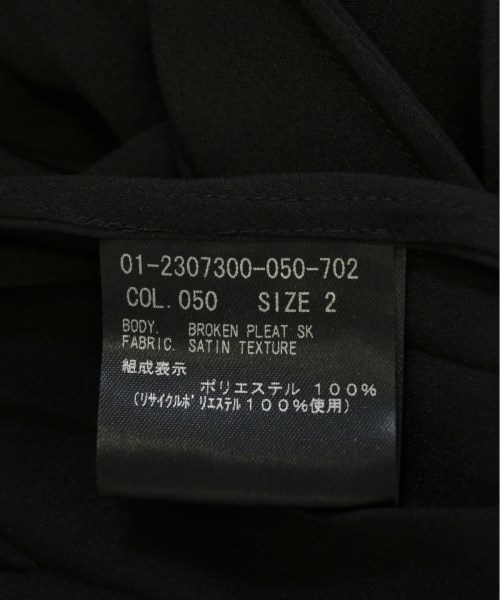 01-2307300-050-702
COL.050 SIZE 2
BODY. BROKEN PLEAT SK
FABRIC. SATIN TEXTURE
組成表示
ポリエステル 100%
(ﾘｻｲｸﾙﾎﾟﾘｴｽﾃﾙ100%使用)